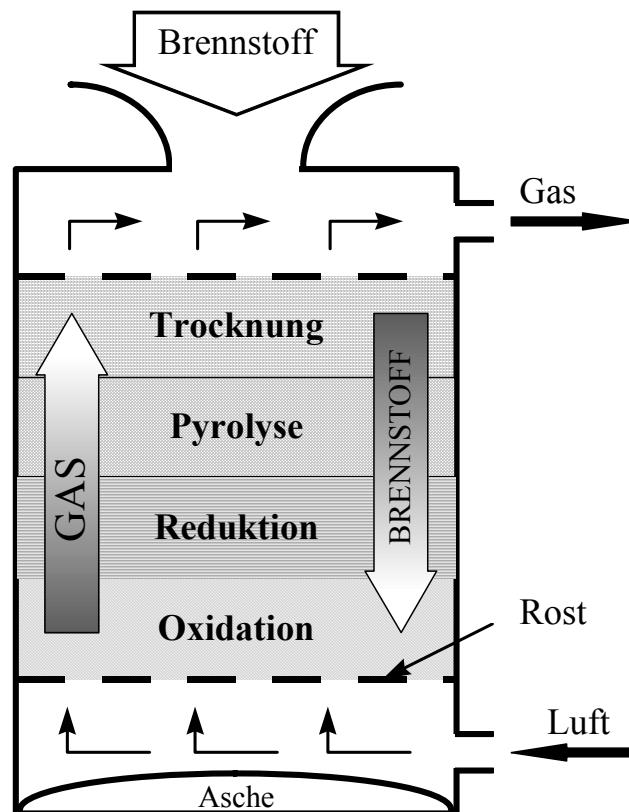 Brennstoff
Gas
Trocknung
Pyrolyse
GAS
BRENNSTOFF
Reduktion
Oxidation
Rost
Luft
Asche